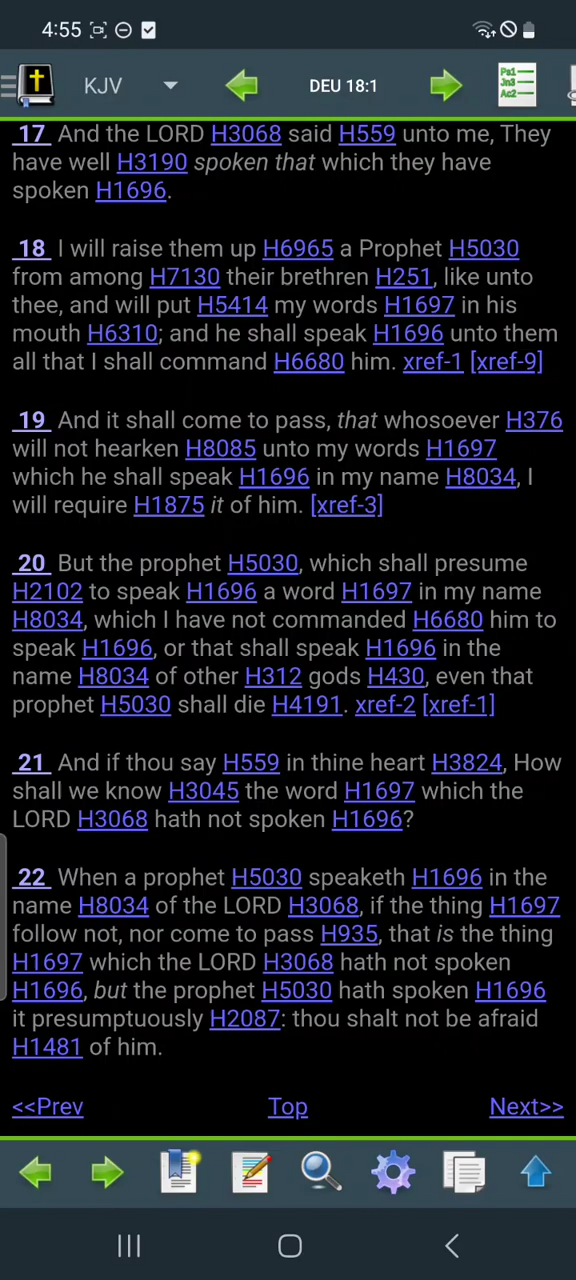 4:55
KJV
DEU 18:1
Ps1
Jn3
Ac2
17 And the LORD H3068 said H559 unto me, They
have well H3190 spoken that which they have
spoken H1696.
18 I will raise them up H6965 a Prophet H5030
from among H7130 their brethren H251, like unto
thee, and will put H5414 my words H1697 in his
mouth H6310; and he shall speak H1696 unto them
all that I shall command H6680 him. xref-1 [xref-9]
19 And it shall come to pass, that whosoever H376
will not hearken H8085 unto my words H1697
which he shall speak H1696 in my name H8034, I
will require H1875 it of him. [xref-3]
20 But the prophet H5030, which shall presume
H2102 to speak H1696 a word H1697 in my name
H8034, which I have not commanded H6680 him to
speak H1696, or that shall speak H1696 in the
name H8034 of other H312 gods H430, even that
prophet H5030 shall die H4191. xref-2 [xref-1]
21 And if thou say H559 in thine heart H3824, How
shall we know H3045 the word H1697 which the
LORD H3068 hath not spoken H1696?
22 When a prophet H5030 speaketh H1696 in the
name H8034 of the LORD H3068, if the thing H1697
follow not, nor come to pass H935, that is the thing
H1697 which the LORD H3068 hath not spoken
H1696, but the prophet H5030 hath spoken H1696
it presumptuously H2087: thou shalt not be afraid
H1481 of him.
<<Prev Top Next>>